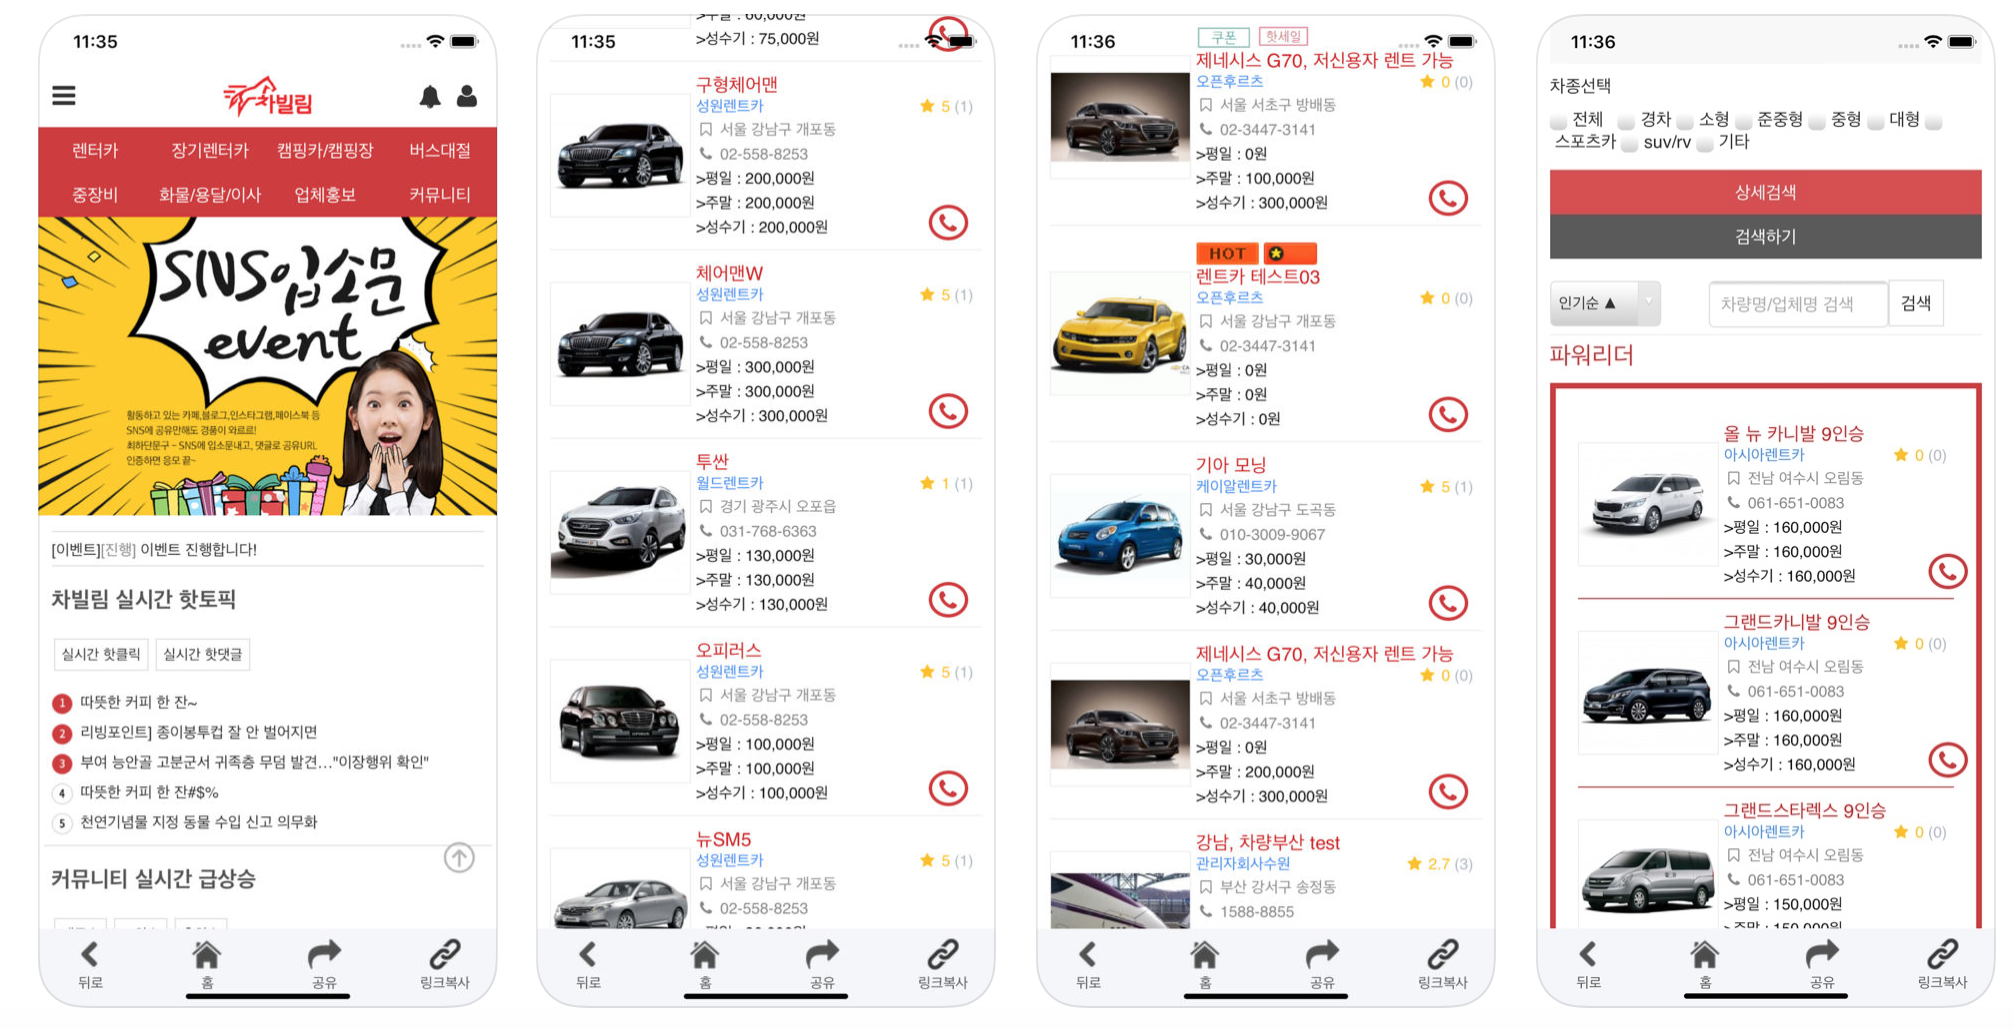 11:35
차빌림
렌터카 장기렌터카 캠핑카/캠핑장 버스대절
중장비 화물/용달/이사 업체홍보 커뮤니티
SNS입소문
event
활동하고 있는 카페,블로그,인스타그램,페이스북 등
SNS에 공유만해도 경품이 와르르!
최하단문구 - SNS에 입소문내고, 댓글로 공유URL
인증하면 응모 끝~
[이벤트][진행] 이벤트 진행합니다!
차빌림 실시간 핫토픽
실시간 핫클릭 실시간 핫댓글
1 따뜻한 커피 한 잔~
2 리빙포인트] 종이봉투컵 잘 안 벌어지면
3 부여 능안골 고분군서 귀족층 무덤 발견..."이장행위 확인"
4 따뜻한 커피 한 잔#$%
5 천연기념물 지정 동물 수입 신고 의무화
커뮤니티 실시간 급상승
뒤로 홈 공유 링크복사
11:35
>성수기 : 75,000원
구형체어맨
성원렌트카 5 (1)
서울 강남구 개포동
02-558-8253
>평일 : 200,000원
>주말 : 200,000원
>성수기 : 200,000원
체어맨W
성원렌트카 5 (1)
서울 강남구 개포동
02-558-8253
>평일 : 300,000원
>주말 : 300,000원
>성수기 : 300,000원
투싼
월드렌트카 1 (1)
경기 광주시 오포읍
031-768-6363
>평일 : 130,000원
>주말 : 130,000원
>성수기 : 130,000원
오피러스
성원렌트카 5 (1)
서울 강남구 개포동
02-558-8253
>평일 : 100,000원
>주말 : 100,000원
>성수기 : 100,000원
뉴SM5
성원렌트카 5 (1)
서울 강남구 개포동
02-558-8253
뒤로 홈 공유 링크복사
11:36
쿠폰 핫세일
제네시스 G70, 저신용자 렌트 가능
오픈후르츠 0 (0)
서울 서초구 방배동
02-3447-3141
>평일 : 0원
>주말 : 100,000원
>성수기 : 300,000원
HOT
렌트카 테스트03
오픈후르츠 0 (0)
서울 강남구 개포동
02-3447-3141
>평일 : 0원
>주말 : 0원
>성수기 : 0원
기아 모닝
케이알렌트카 5 (1)
서울 강남구 도곡동
010-3009-9067
>평일 : 30,000원
>주말 : 40,000원
>성수기 : 40,000원
제네시스 G70, 저신용자 렌트 가능
오픈후르츠 0 (0)
서울 서초구 방배동
02-3447-3141
>평일 : 0원
>주말 : 200,000원
>성수기 : 300,000원
강남, 차량부산 test
관리자회사수원 2.7 (3)
부산 강서구 송정동
1588-8855
뒤로 홈 공유 링크복사
11:36
차종선택
전체 경차 소형 준중형 중형 대형
스포츠카 suv/rv 기타
상세검색
검색하기
인기순 ▲ 차량명/업체명 검색 검색
파워리더
올 뉴 카니발 9인승
아시아렌트카 0 (0)
전남 여수시 오림동
061-651-0083
>평일 : 160,000원
>주말 : 160,000원
>성수기 : 160,000원
그랜드카니발 9인승
아시아렌트카 0 (0)
전남 여수시 오림동
061-651-0083
>평일 : 160,000원
>주말 : 160,000원
>성수기 : 160,000원
그랜드스타렉스 9인승
아시아렌트카 0 (0)
전남 여수시 오림동
061-651-0083
>평일 : 150,000원
뒤로 홈 공유 링크복사